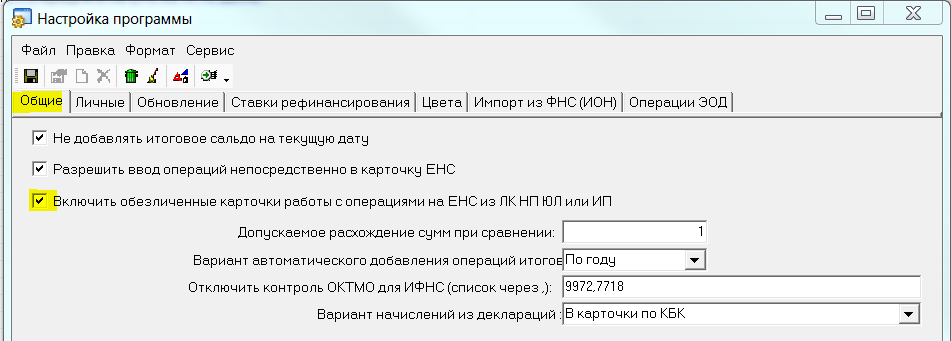 Настройка программы
Файл Правка Формат Сервис
Общие Личные Обновление Ставки рефинансирования Цвета Импорт из ФНС (ИОН) Операции ЭОД
Не добавлять итоговое сальдо на текущую дату
Разрешить ввод операций непосредственно в карточку ЕНС
Включить обезличенные карточки работы с операциями на ЕНС из ЛК НП ЮЛ или ИП
Допускаемое расхождение сумм при сравнении: 1
Вариант автоматического добавления операций итогов По году
Отключить контроль ОКТМО для ИФНС (список через ,): 9972,7718
Вариант начислений из деклараций : В карточки по КБК